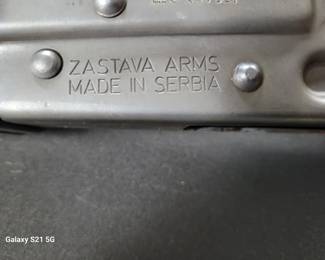 ZASTAVA ARMS
MADE IN SERBIA
Galaxy S21 5G